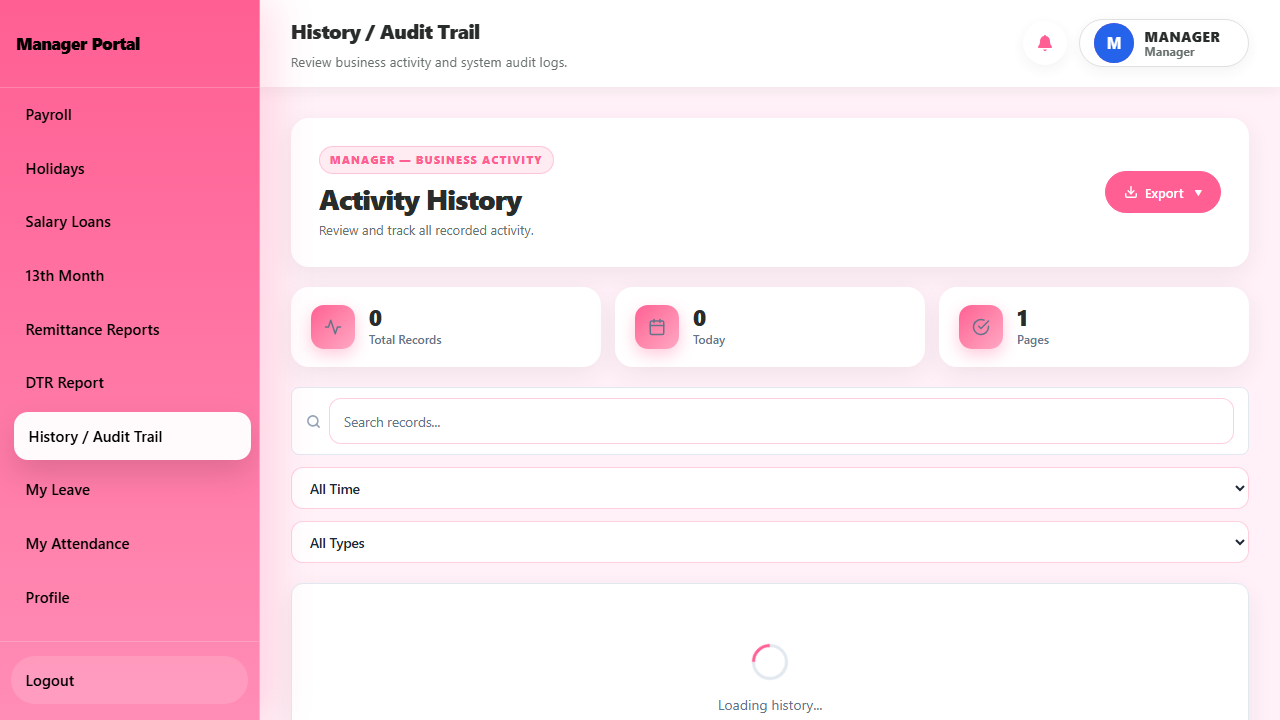 Manager Portal
Payroll
Holidays
Salary Loans
13th Month
Remittance Reports
DTR Report
History / Audit Trail
My Leave
My Attendance
Profile
Logout
History / Audit Trail
Review business activity and system audit logs.
M
MANAGER
Manager
MANAGER — BUSINESS ACTIVITY
Activity History
Review and track all recorded activity.
Export
0
Total Records
0
Today
1
Pages
Search records...
All Time
All Types
Loading history...